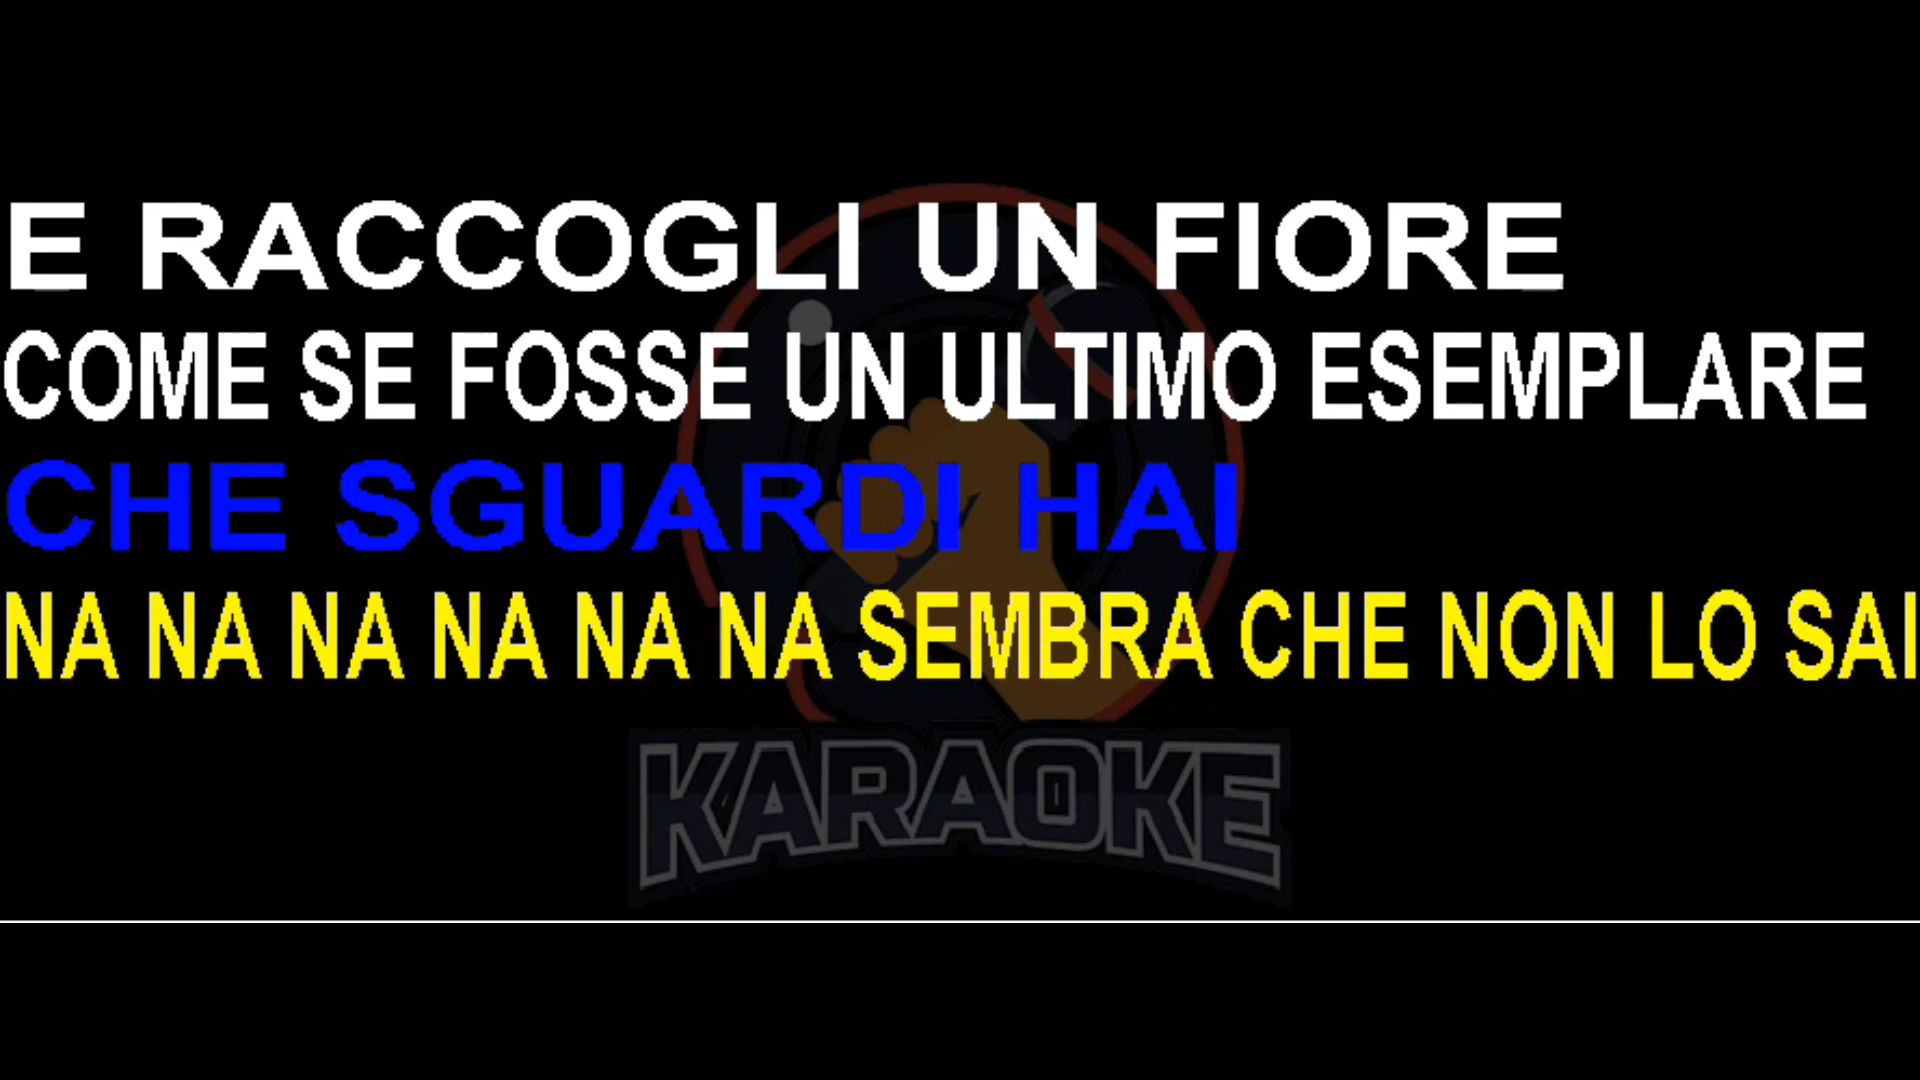 E RACCOGLI UN FIORE
COME SE FOSSE UN ULTIMO ESEMPLARE
CHE SGUARDI HAI
NA NA NA NA NA NA SEMBRA CHE NON LO SAI
KARAOKE